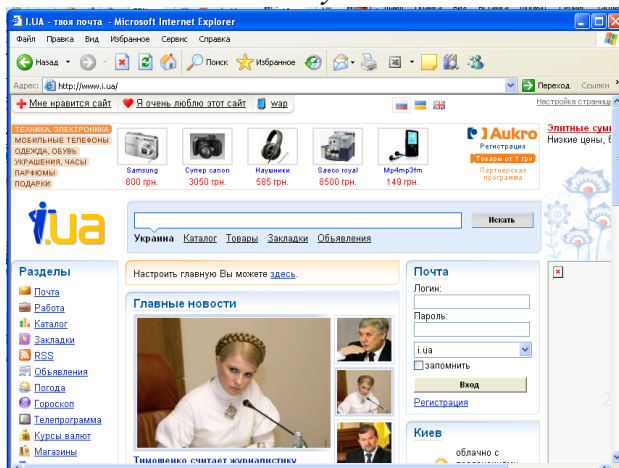 I.UA - твоя почта - Microsoft Internet Explorer
Файл Правка Вид Избранное Сервис Справка
Назад Поиск Избранное
Адрес: http://www.i.ua/ Переход Ссылки
Мне нравится сайт Я очень люблю этот сайт wap Настройка страниц
ТЕХНИКА, ЭЛЕКТРОНИКА
МОБИЛЬНЫЕ ТЕЛЕФОНЫ
ОДЕЖДА, ОБУВЬ
УКРАШЕНИЯ, ЧАСЫ
ПАРФЮМЫ
ПОДАРКИ
Samsung Супер canon Наушники Saeco royal Mp4mp3fm
800 грн. 3050 грн. 585 грн. 8500 грн. 149 грн.
Aukro
Регистрация
Товары от 1 грн
Партнерская
программа
Элитные сум
Низкие цены, б
i.ua
Искать
Украина Каталог Товары Закладки Объявления
Разделы
Почта
Работа
Каталог
Закладки
RSS
Объявления
Погода
Гороскоп
Телепрограмма
Курсы валют
Магазины
Настроить главную Вы можете здесь.
Главные новости
Тимошенко считает журналистику
Почта
Логин:
Пароль:
i.ua
запомнить
Вход
Регистрация
Киев
облачно с